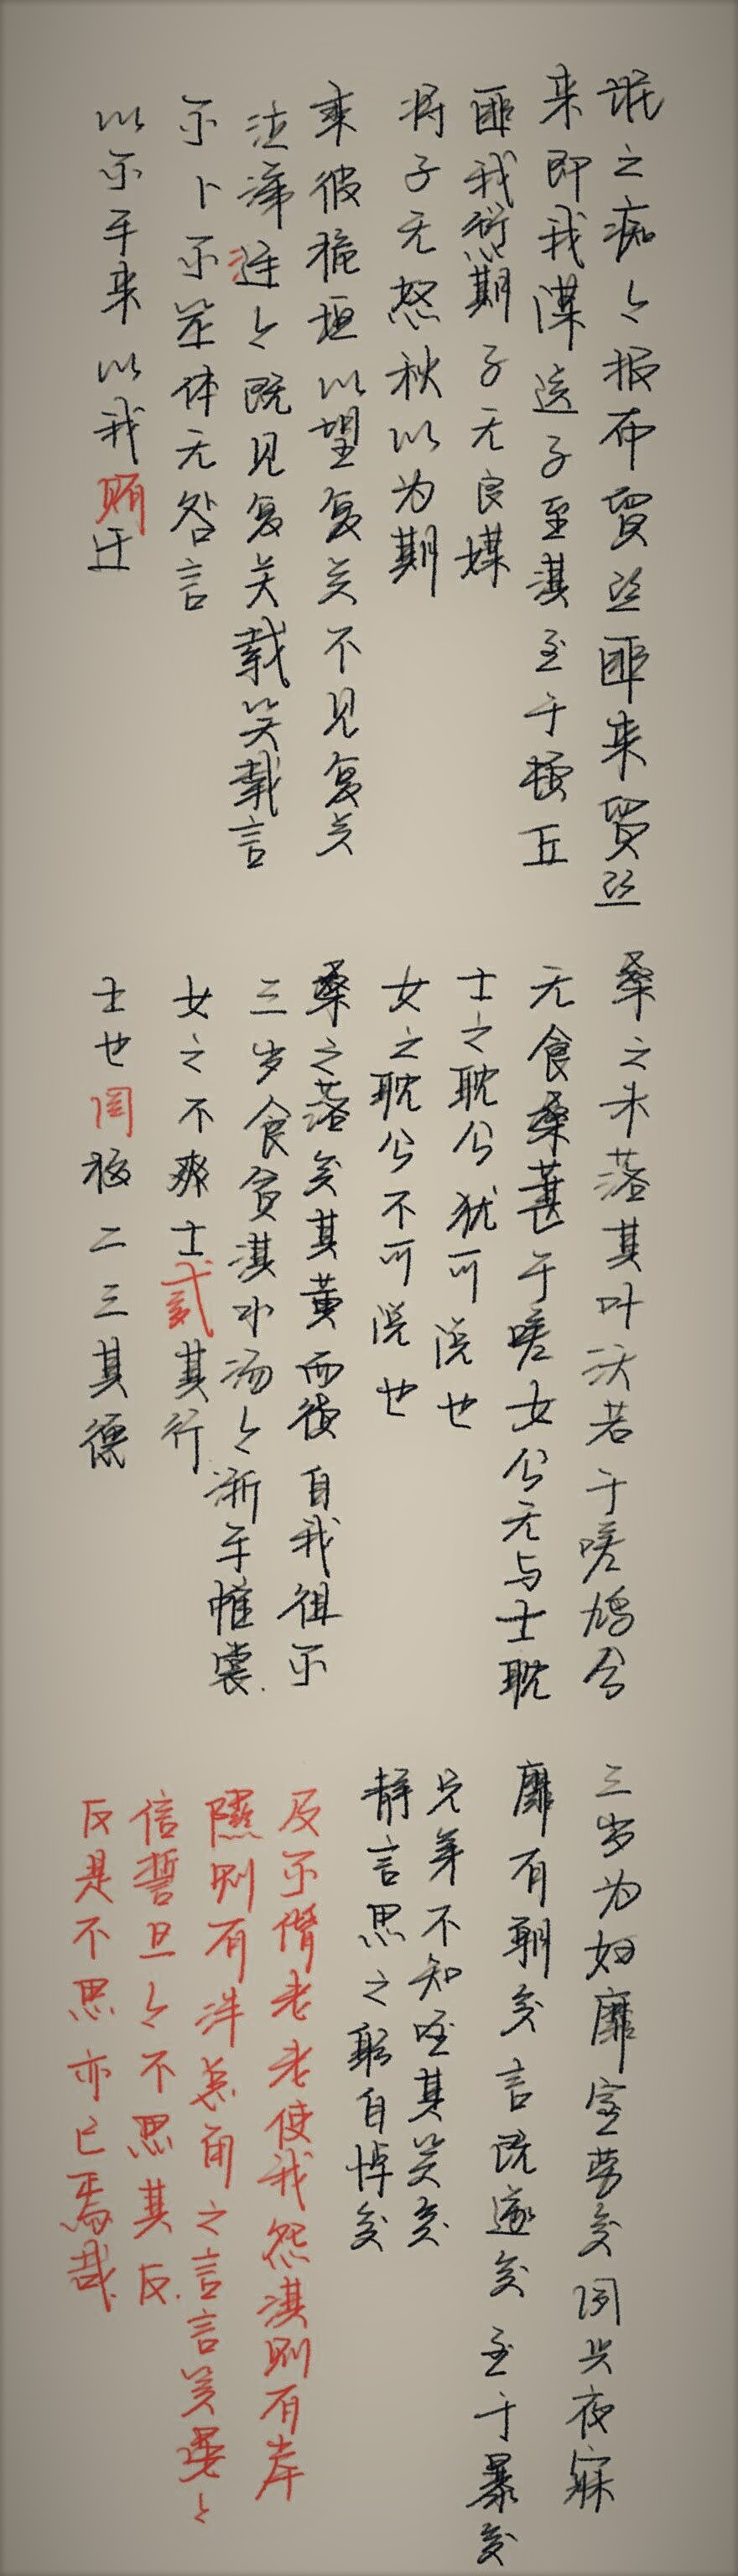 氓之痴々抱布贸丝匪来贸丝
来即我谋送子至淇至于顿丘
匪我愆期子无良媒
将子无怒秋以为期
乘彼垝垣以望复关不见复关
泣涕涟々既见复关载笑载言
尔卜尔筮体无咎言
以尔车来以我贿迁
桑之未落其叶沃若于嗟鸠兮
无食桑葚于嗟女兮无与士耽
士之耽兮犹可说也
女之耽兮不可说也
桑之落矣其黄而陨自我徂尔
三岁食贫淇水汤々渐车帷裳
女之不爽士贰其行
士也罔极二三其德
三岁为妇靡室劳矣夙兴夜寐
靡有朝矣言既遂矣至于暴矣
兄弟不知咥其笑矣
静言思之躬自悼矣
及尔偕老老使我怨淇则有岸
隰则有泮总角之言言笑晏々
信誓旦々不思其反
反是不思亦已焉哉